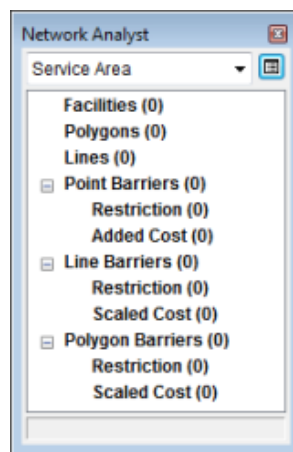 Network Analyst
Service Area
Facilities (0)
Polygons (0)
Lines (0)
Point Barriers (0)
Restriction (0)
Added Cost (0)
Line Barriers (0)
Restriction (0)
Scaled Cost (0)
Polygon Barriers (0)
Restriction (0)
Scaled Cost (0)